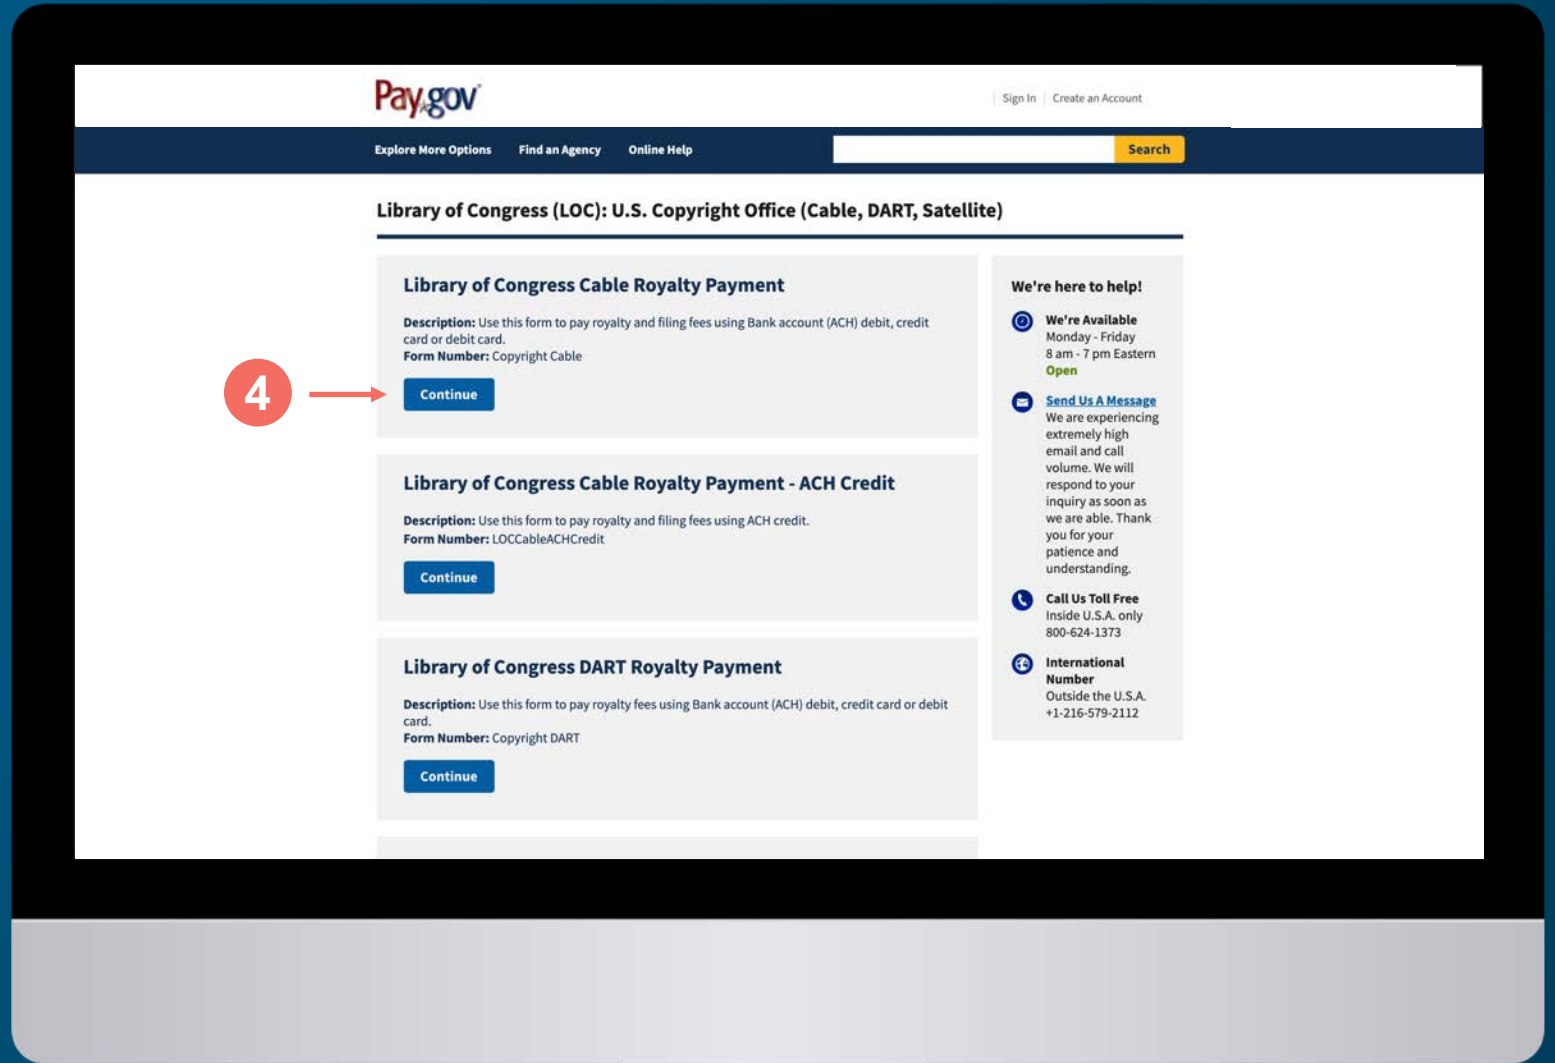 Pay.gov
Sign In
Create an Account
Explore More Options
Find an Agency
Online Help
Search
Library of Congress (LOC): U.S. Copyright Office (Cable, DART, Satellite)
Library of Congress Cable Royalty Payment
Description: Use this form to pay royalty and filing fees using Bank account (ACH) debit, credit
card or debit card.
Form Number: Copyright Cable
4
Continue
Library of Congress Cable Royalty Payment - ACH Credit
Description: Use this form to pay royalty and filing fees using ACH credit.
Form Number: LOCCableACHCredit
Continue
Library of Congress DART Royalty Payment
Description: Use this form to pay royalty fees using Bank account (ACH) debit, credit card or debit
card.
Form Number: Copyright DART
Continue
We're here to help!
We're Available
Monday - Friday
8 am - 7 pm Eastern
Open
Send Us A Message
We are experiencing
extremely high
email and call
volume. We will
respond to your
inquiry as soon as
we are able. Thank
you for your
patience and
understanding.
Call Us Toll Free
Inside U.S.A. only
800-624-1373
International
Number
Outside the U.S.A.
+1-216-579-2112